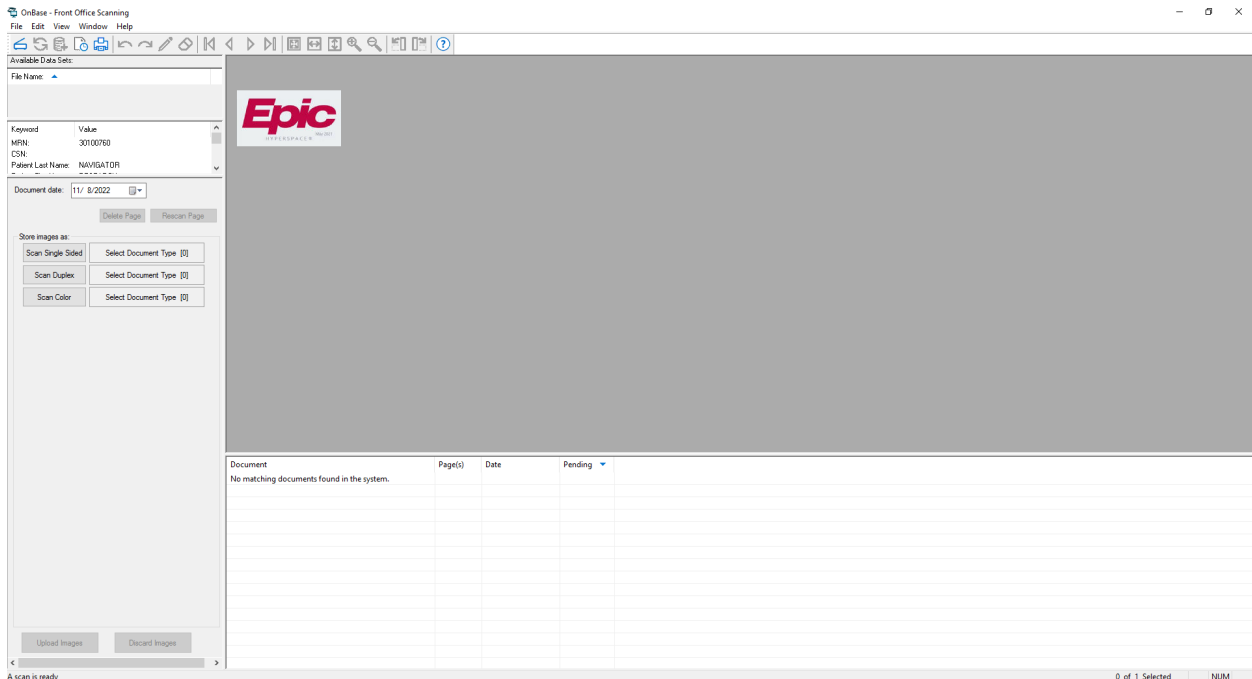 OnBase - Front Office Scanning
File Edit View Window Help
Available Data Sets:
File Name:
Keyword Value
MRN: 30100760
CSN:
Patient Last Name: NAVIGATOR
Document date: 11/ 8/2022
Delete Page Rescan Page
Store images as:
Scan Single Sided Select Document Type [0]
Scan Duplex Select Document Type [0]
Scan Color Select Document Type [0]
Upload Images Discard Images
A scan is ready
Epic
HYPERSPACE
Document Page(s) Date Pending
No matching documents found in the system.
0 of 1 Selected NUM